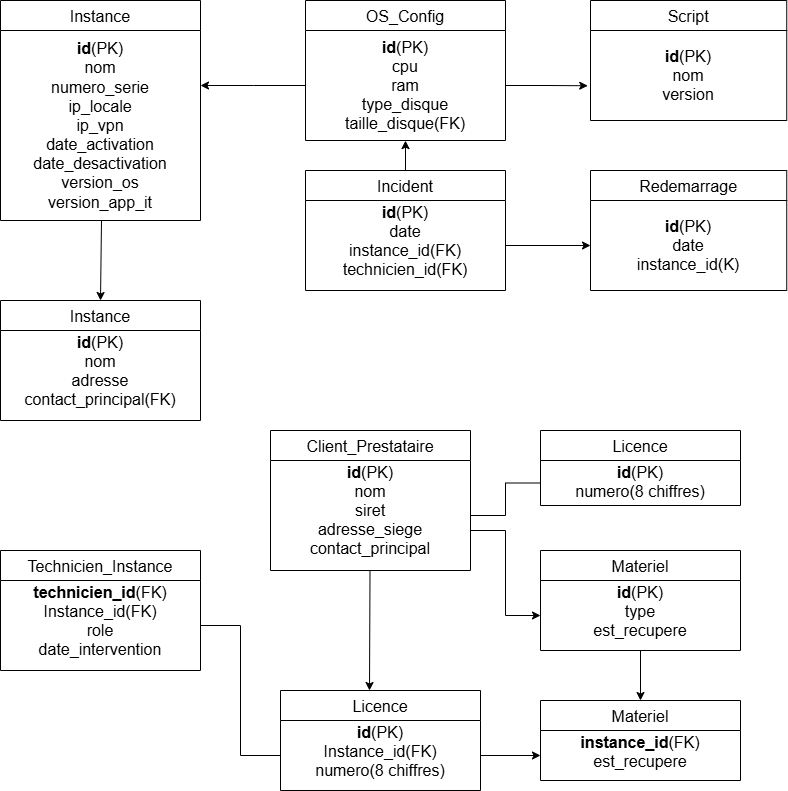 Instance
id(PK)
nom
numero_serie
ip_locale
ip_vpn
date_activation
date_desactivation
version_os
version_app_it
OS_Config
id(PK)
cpu
ram
type_disque
taille_disque(FK)
Script
id(PK)
nom
version
Incident
id(PK)
date
instance_id(FK)
technicien_id(FK)
Redemarrage
id(PK)
date
instance_id(K)
Instance
id(PK)
nom
adresse
contact_principal(FK)
Client_Prestataire
id(PK)
nom
siret
adresse_siege
contact_principal
Licence
id(PK)
numero(8 chiffres)
Technicien_Instance
technicien_id(FK)
Instance_id(FK)
role
date_intervention
Materiel
id(PK)
type
est_recupere
Licence
id(PK)
Instance_id(FK)
numero(8 chiffres)
Materiel
instance_id(FK)
est_recupere